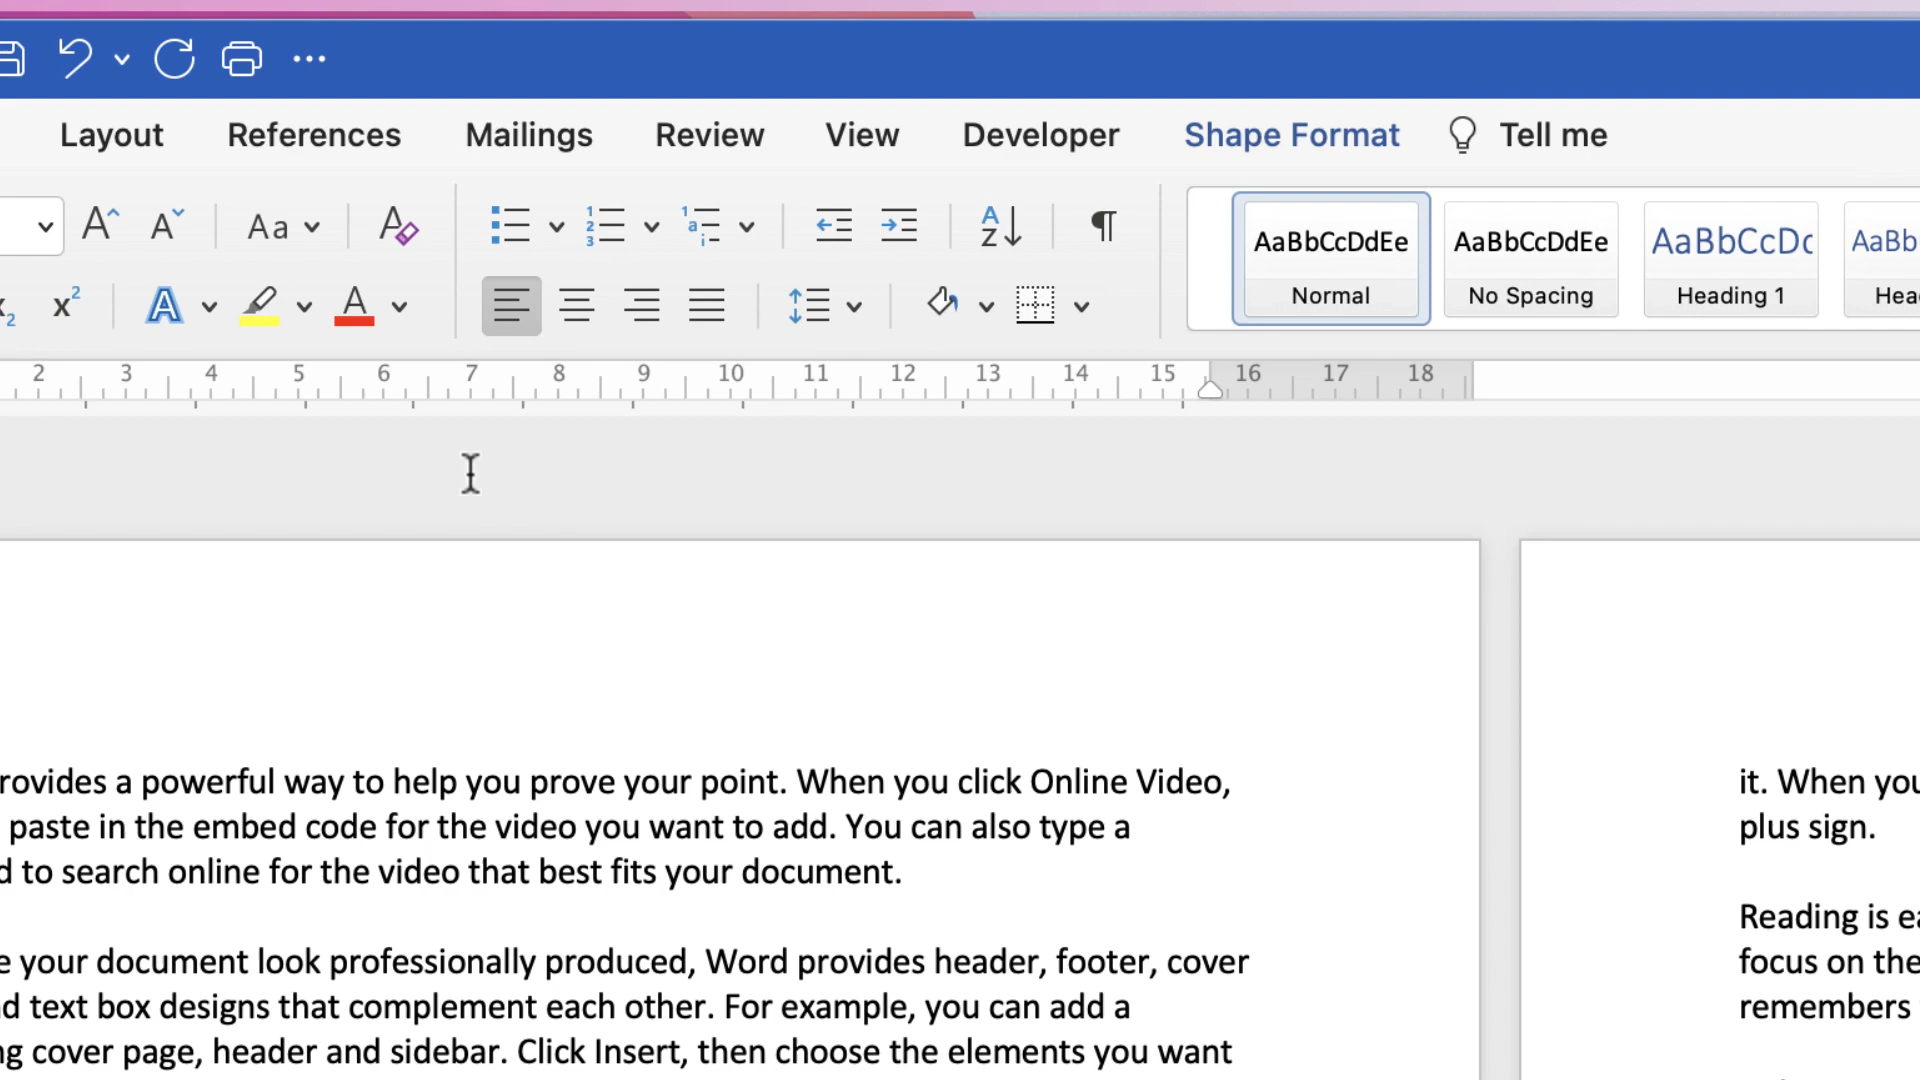 Layout References Mailings Review View Developer Shape Format Tell me
AaBbCcDdEe AaBbCcDdEe AaBbCcDc AaBb
Normal No Spacing Heading 1 Hea
2 3 4 5 6 7 8 9 10 11 12 13 14 15 16 17 18
rovides a powerful way to help you prove your point. When you click Online Video,
paste in the embed code for the video you want to add. You can also type a
d to search online for the video that best fits your document.
e your document look professionally produced, Word provides header, footer, cover
d text box designs that complement each other. For example, you can add a
ng cover page, header and sidebar. Click Insert, then choose the elements you want
it. When you
plus sign.
Reading is ea
focus on the
remembers